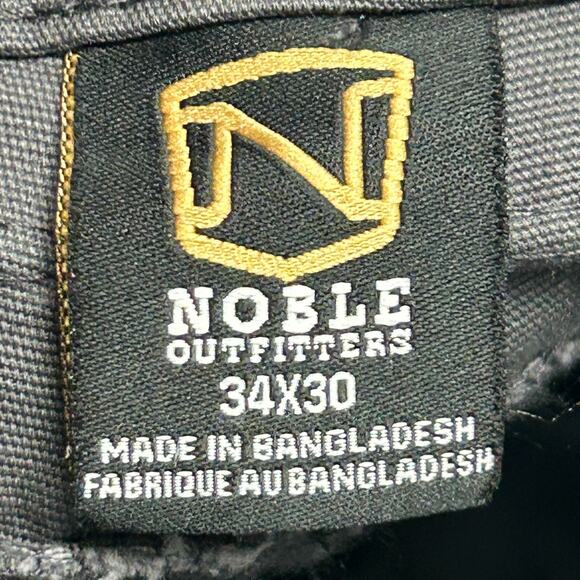 N
NOBLE
OUTFITTERS
34X30
MADE IN BANGLADESH
FABRIQUE AU BANGLADESH